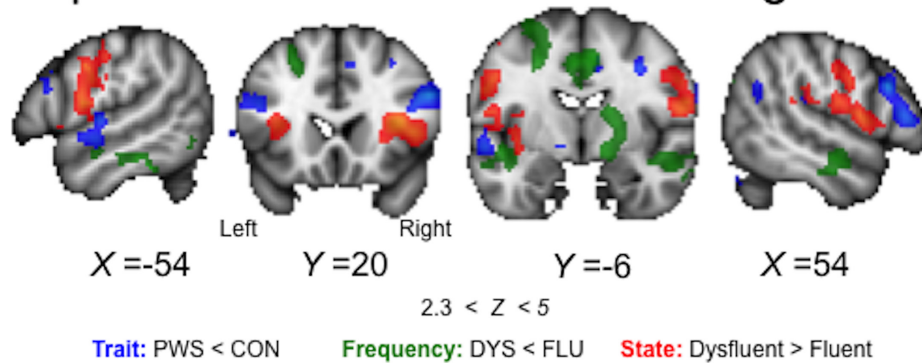 Left Right
X =-54 Y =20 Y =-6 X =54
2.3 < Z < 5
Trait: PWS < CON Frequency: DYS < FLU State: Dysfluent > Fluent